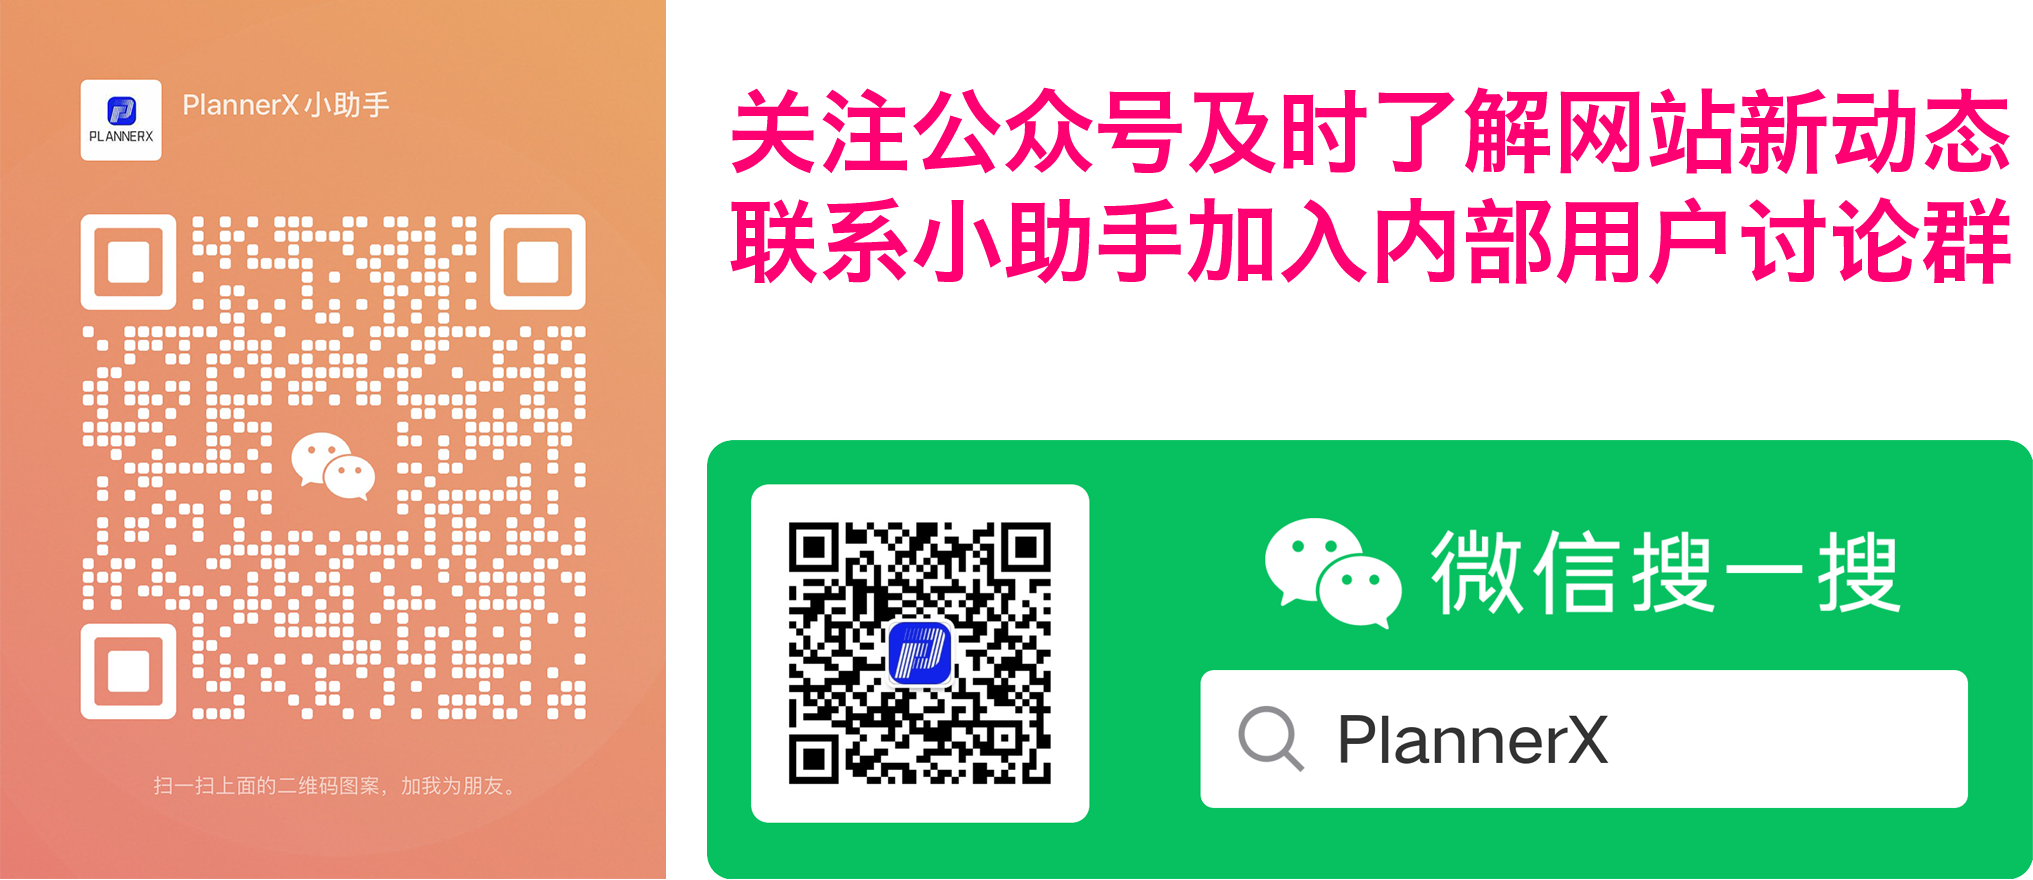 PlannerX小助手
PLANNERX
扫一扫上面的二维码图案，加我为朋友。
关注公众号及时了解网站新动态
联系小助手加入内部用户讨论群
微信搜一搜
PlannerX